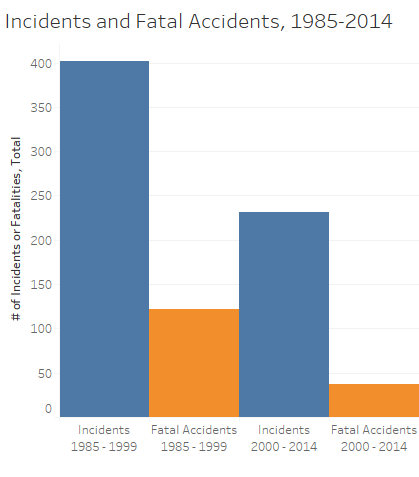 Incidents and Fatal Accidents, 1985-2014
# of Incidents or Fatalities, Total
400
350
300
250
200
150
100
50
0
Incidents
1985 - 1999
Fatal Accidents
1985 - 1999
Incidents
2000 - 2014
Fatal Accidents
2000 - 2014